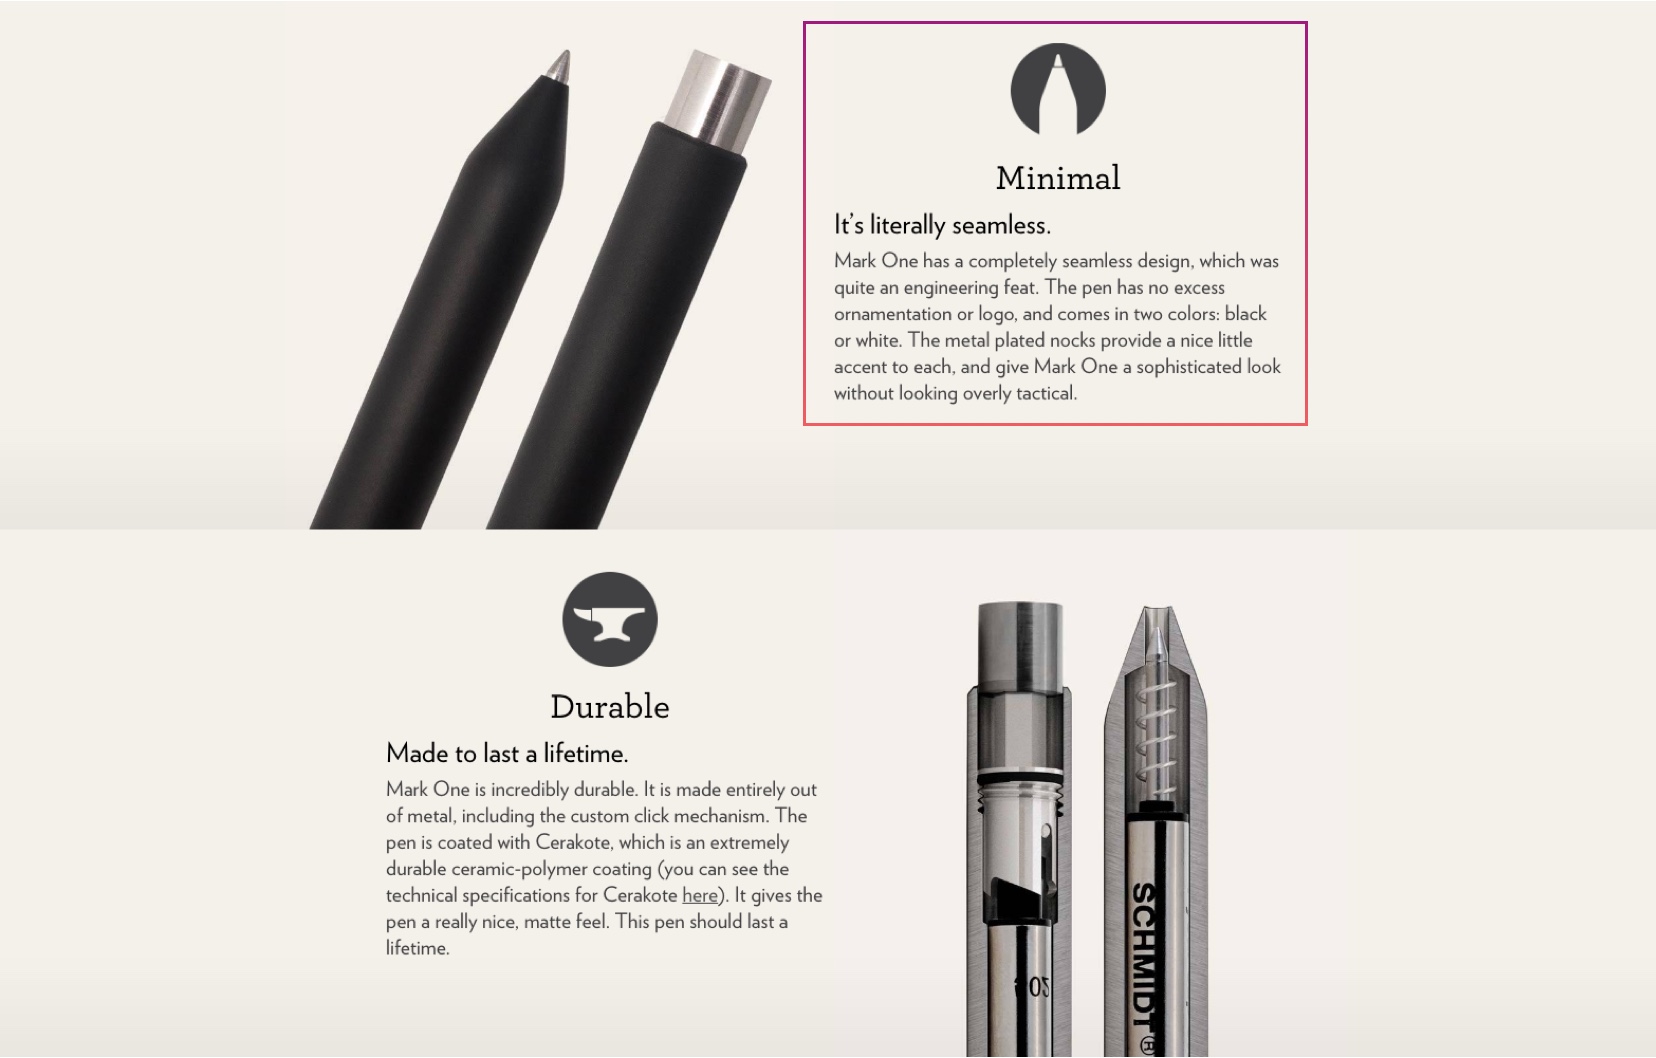 Minimal
It's literally seamless.
Mark One has a completely seamless design, which was
quite an engineering feat. The pen has no excess
ornamentation or logo, and comes in two colors: black
or white. The metal plated nocks provide a nice little
accent to each, and give Mark One a sophisticated look
without looking overly tactical.
Durable
Made to last a lifetime.
Mark One is incredibly durable. It is made entirely out
of metal, including the custom click mechanism. The
pen is coated with Cerakote, which is an extremely
durable ceramic-polymer coating (you can see the
technical specifications for Cerakote here). It gives the
pen a really nice, matte feel. This pen should last a
lifetime.
SCHMIDT®